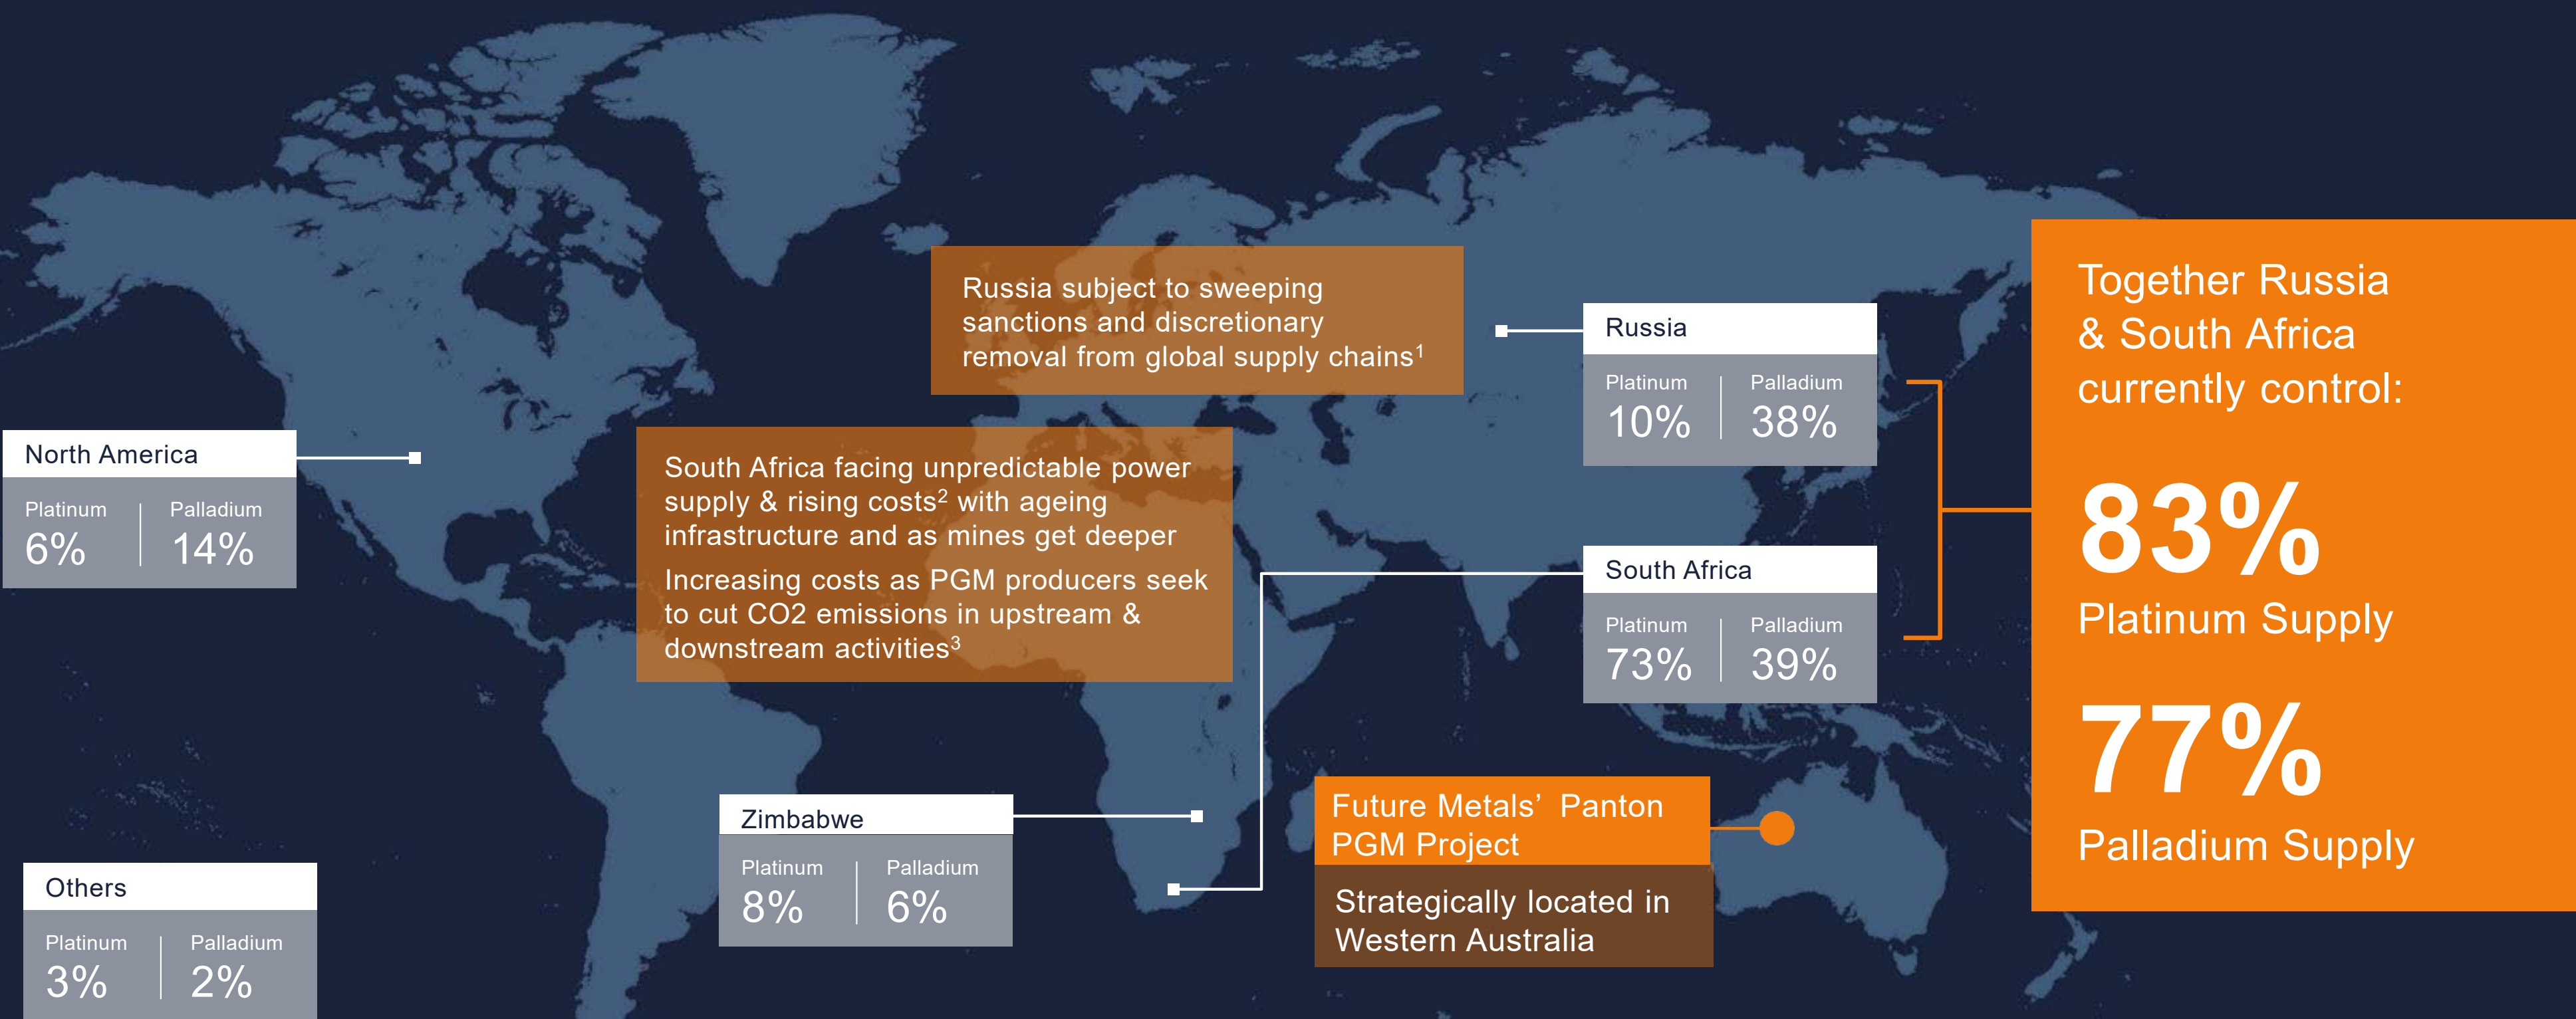 Russia subject to sweeping
sanctions and discretionary
removal from global supply chains¹
Russia
Platinum
Palladium
10%
38%
Together Russia
& South Africa
currently control:
83%
Platinum Supply
77%
Palladium Supply
North America
Platinum
Palladium
6%
14%
South Africa facing unpredictable power
supply & rising costs² with ageing
infrastructure and as mines get deeper
Increasing costs as PGM producers seek
to cut CO2 emissions in upstream &
downstream activities³
South Africa
Platinum
Palladium
73%
39%
Zimbabwe
Platinum
Palladium
8%
6%
Future Metals’ Panton
PGM Project
Strategically located in
Western Australia
Others
Platinum
Palladium
3%
2%